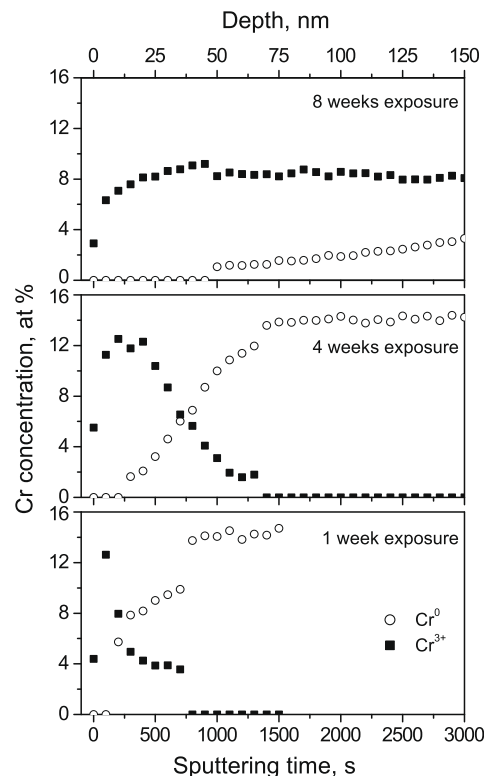 Depth, nm
0 25 50 75 100 125 150
16
12
8
4
0
8 weeks exposure
16
12
8
4
0
4 weeks exposure
16
12
8
4
0
1 week exposure
Cr⁰
Cr³⁺
Cr concentration, at %
0 500 1000 1500 2000 2500 3000
Sputtering time, s